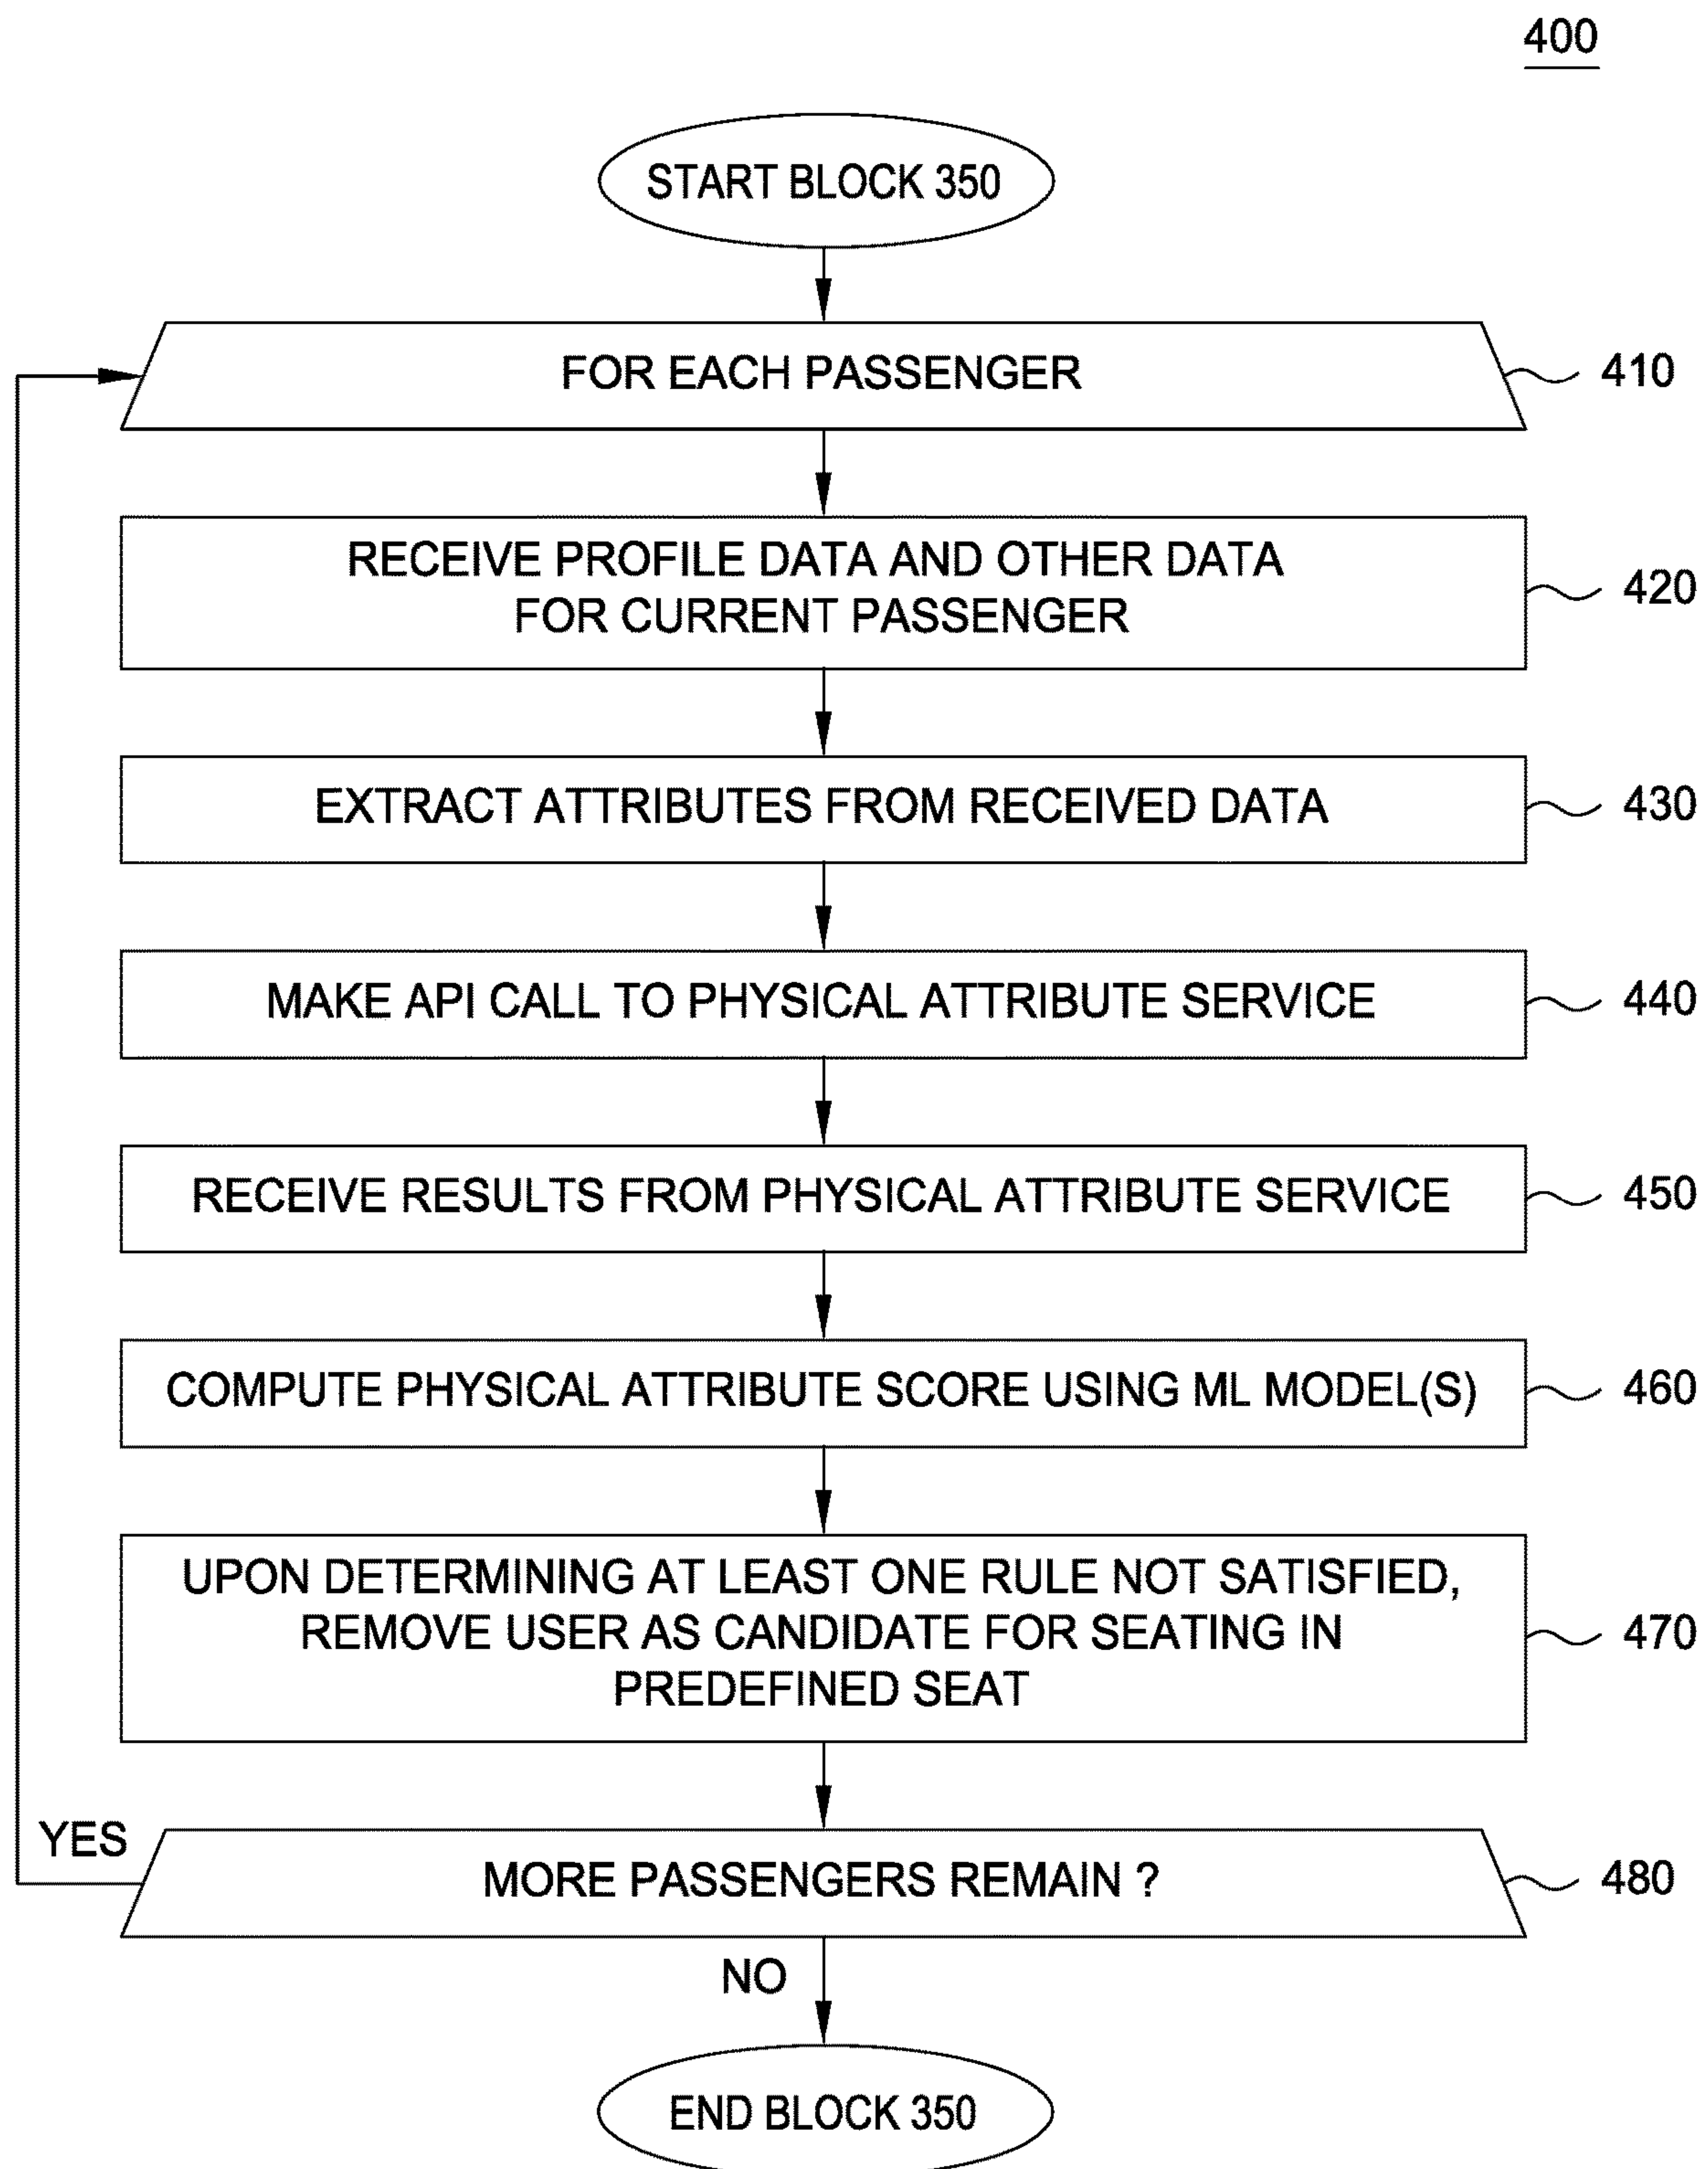 400
START BLOCK 350
FOR EACH PASSENGER
410
RECEIVE PROFILE DATA AND OTHER DATA
FOR CURRENT PASSENGER
420
EXTRACT ATTRIBUTES FROM RECEIVED DATA
430
MAKE API CALL TO PHYSICAL ATTRIBUTE SERVICE
440
RECEIVE RESULTS FROM PHYSICAL ATTRIBUTE SERVICE
450
COMPUTE PHYSICAL ATTRIBUTE SCORE USING ML MODEL(S)
460
UPON DETERMINING AT LEAST ONE RULE NOT SATISFIED,
REMOVE USER AS CANDIDATE FOR SEATING IN
PREDEFINED SEAT
470
YES
MORE PASSENGERS REMAIN ?
480
NO
END BLOCK 350